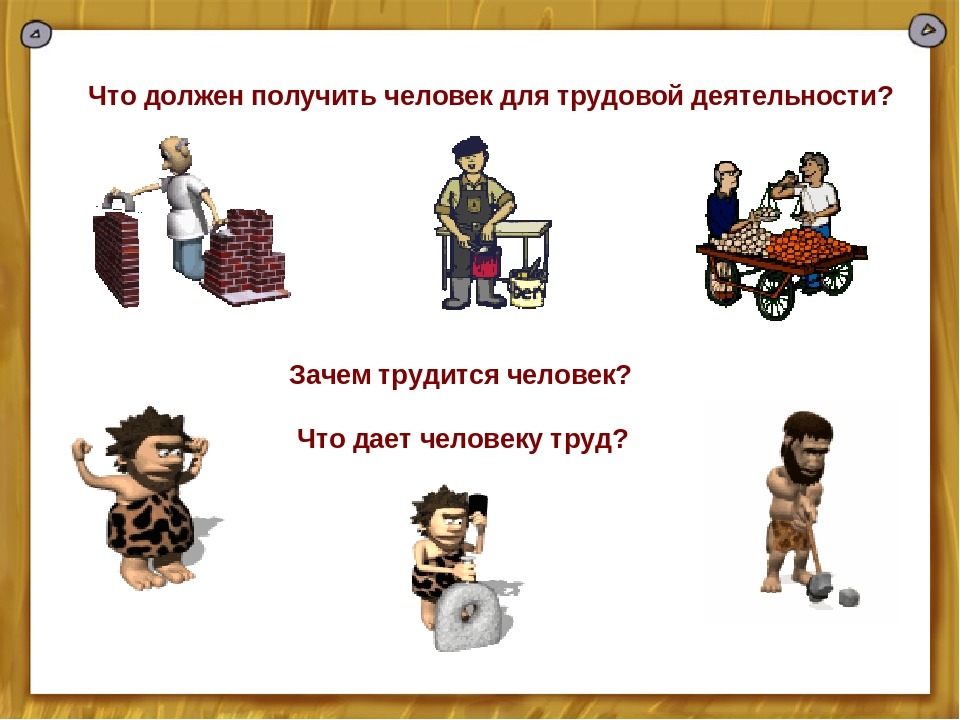 Что должен получить человек для трудовой деятельности?
Зачем трудится человек?
Что дает человеку труд?